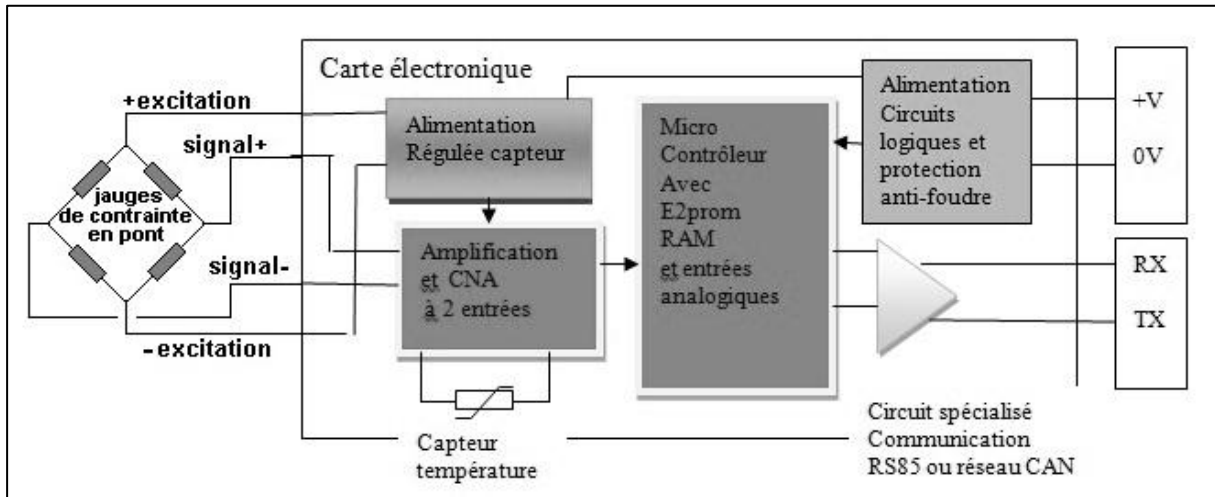 Carte électronique
+excitation
signal+
jauges
de contrainte
en pont
signal-
-excitation
Alimentation
Régulée capteur
Amplification
et CNA
à 2 entrées
Capteur
température
Micro
Contrôleur
Avec
E2prom
RAM
et entrées
analogiques
Alimentation
Circuits
logiques et
protection
anti-foudre
+V
0V
RX
TX
Circuit spécialisé
Communication
RS85 ou réseau CAN